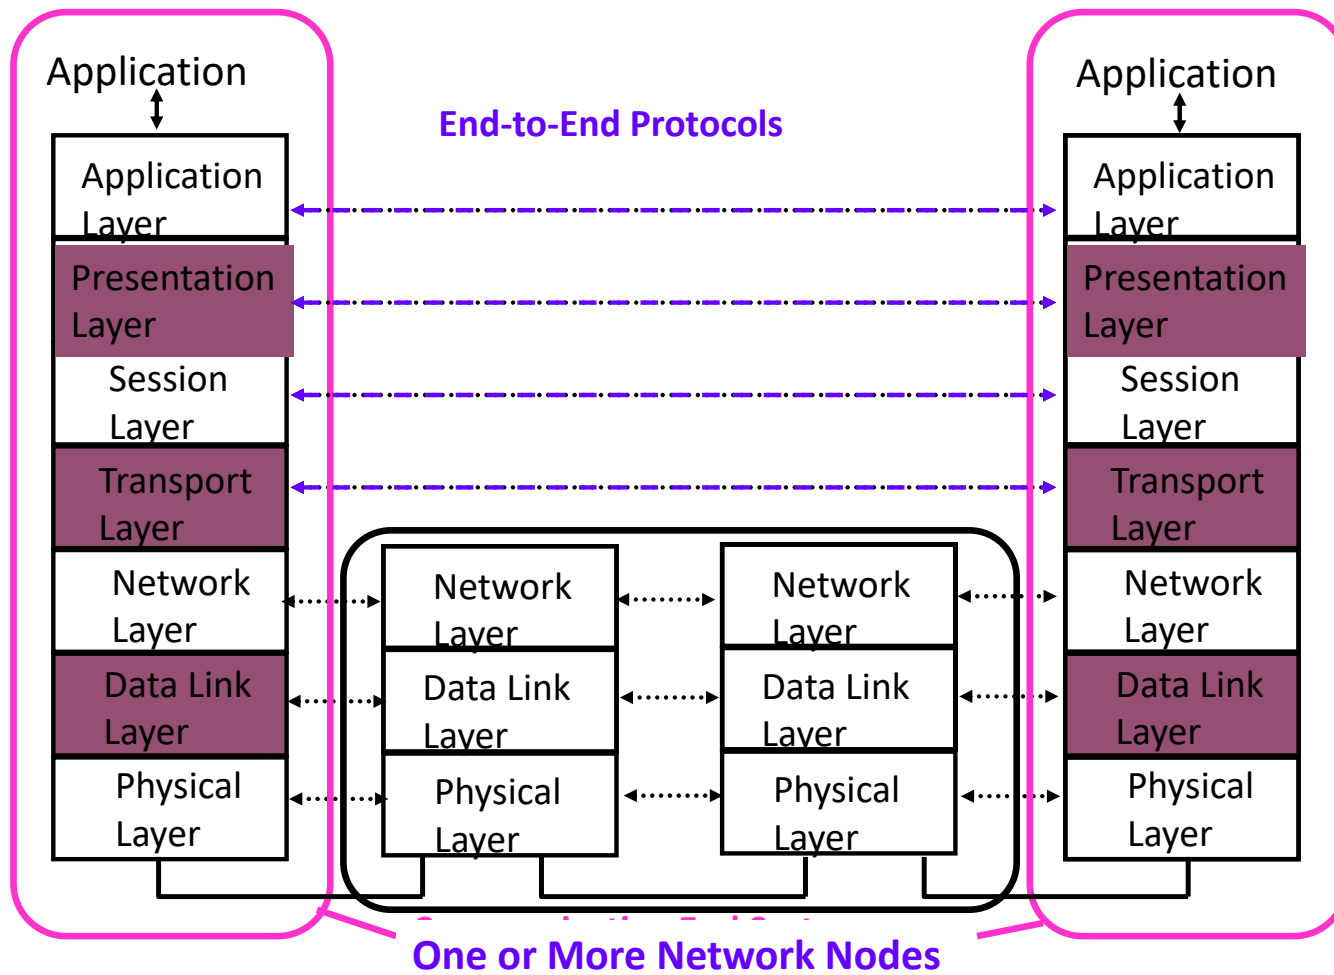 Application
Application
End-to-End Protocols
Application
Layer
Application
Layer
Presentation
Layer
Presentation
Layer
Session
Layer
Session
Layer
Transport
Layer
Transport
Layer
Network
Layer
Network
Layer
Network
Layer
Network
Layer
Data Link
Layer
Data Link
Layer
Data Link
Layer
Data Link
Layer
Physical
Layer
Physical
Layer
Physical
Layer
Physical
Layer
One or More Network Nodes